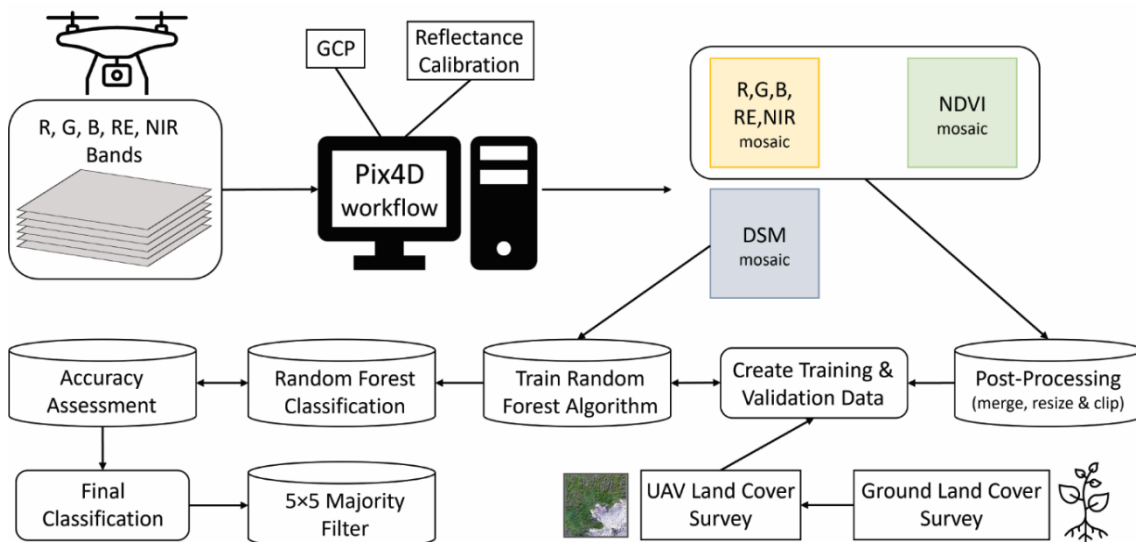 R, G, B, RE, NIR
Bands
GCP
Reflectance
Calibration
Pix4D
workflow
R,G,B,
RE,NIR
mosaic
NDVI
mosaic
DSM
mosaic
Accuracy
Assessment
Random Forest
Classification
Train Random
Forest Algorithm
Create Training &
Validation Data
Post-Processing
(merge, resize & clip)
Final
Classification
5×5 Majority
Filter
UAV Land Cover
Survey
Ground Land Cover
Survey